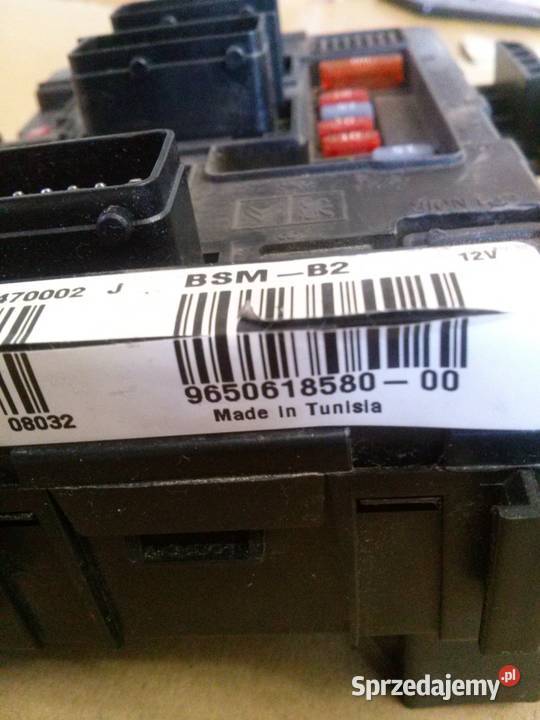 BSM-B2
12V
470002 J
9650618580-00
08032
Made in Tunisia
Sprzedajemy.pl